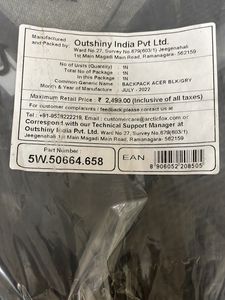 Manufactured and Packed by : Outshiny India Pvt Ltd.
Ward No.27, Survey No.679(603/1) Jeegenahali
1st Main Magadi Main Road, Ramanagara- 562159
No of Units (Quantity) : 1N
Total No of Package : 1N
Items in this Package : 1N
Common Generic Name : BACKPACK ACER BLK/GRY
Month & Year of Manufacture : JULY - 2022
Maximum Retail Price : ₹ 2,499.00 (Inclusive of all taxes)
For customer complaints / feedback please contact
Tel : +91-9538222219, Email : customercare@arcticfox.com or
Correspond with our Technical Support Manager at
Outshiny India Pvt Ltd. Ward No 27, Survey No.679(603/1)
Jeegenahali 1st Main Magadi Main Road, Ramanagara- 562159
Part Number :
5W.50664.658
EAN
8 906052 208505